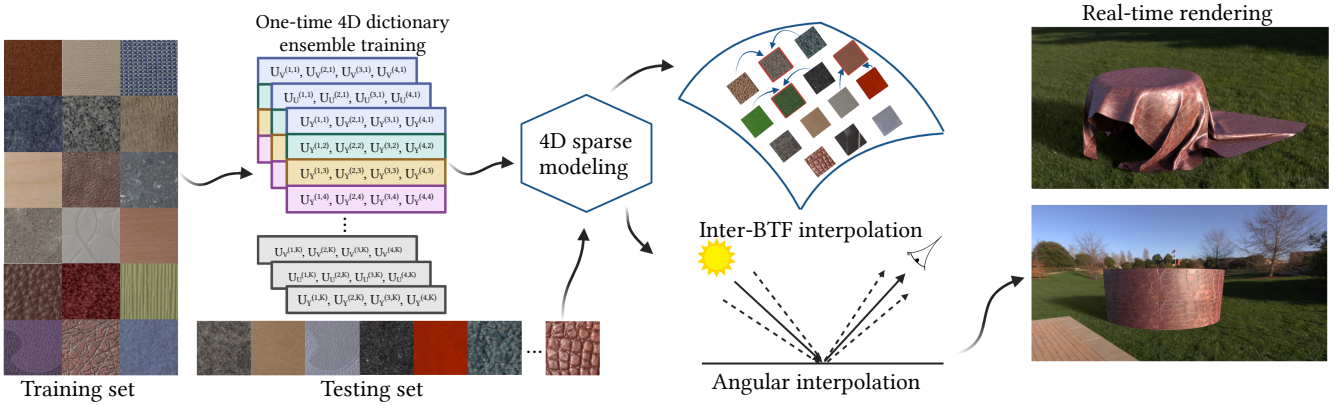 One-time 4D dictionary
ensemble training
Real-time rendering
U_V^(1,1), U_V^(2,1), U_V^(3,1), U_V^(4,1)
U_U^(1,1), U_U^(2,1), U_U^(3,1), U_U^(4,1)
U_Y^(1,1), U_Y^(2,1), U_Y^(3,1), U_Y^(4,1)
U_Y^(1,2), U_Y^(2,2), U_Y^(3,2), U_Y^(4,2)
U_Y^(1,3), U_Y^(2,3), U_Y^(3,3), U_Y^(4,3)
U_Y^(1,4), U_Y^(2,4), U_Y^(3,4), U_Y^(4,4)
⋮
U_V^(1,K), U_V^(2,K), U_V^(3,K), U_V^(4,K)
U_U^(1,K), U_U^(2,K), U_U^(3,K), U_U^(4,K)
U_Y^(1,K), U_Y^(2,K), U_Y^(3,K), U_Y^(4,K)
4D sparse
modeling
Inter-BTF interpolation
...
Training set
Testing set
Angular interpolation